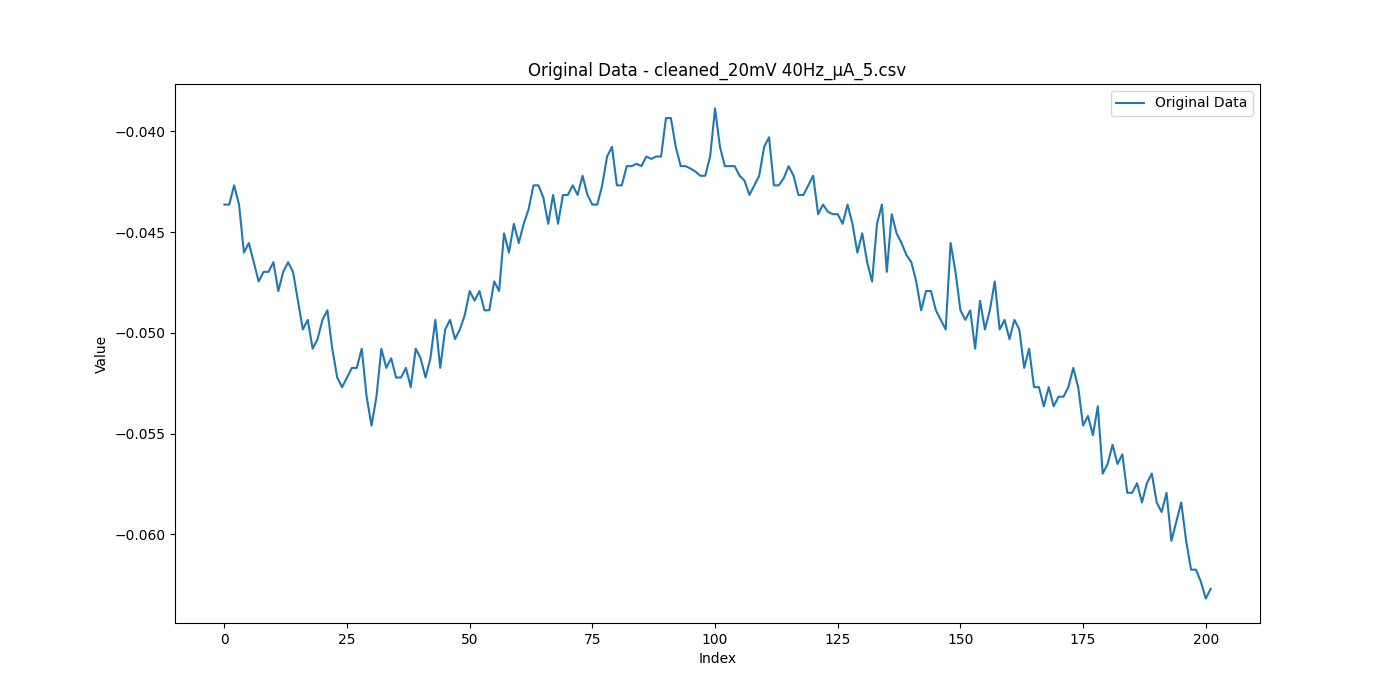 Original Data - cleaned_20mV 40Hz_μA_5.csv
Original Data
−0.040
−0.045
−0.050
−0.055
−0.060
Value
0 25 50 75 100 125 150 175 200
Index